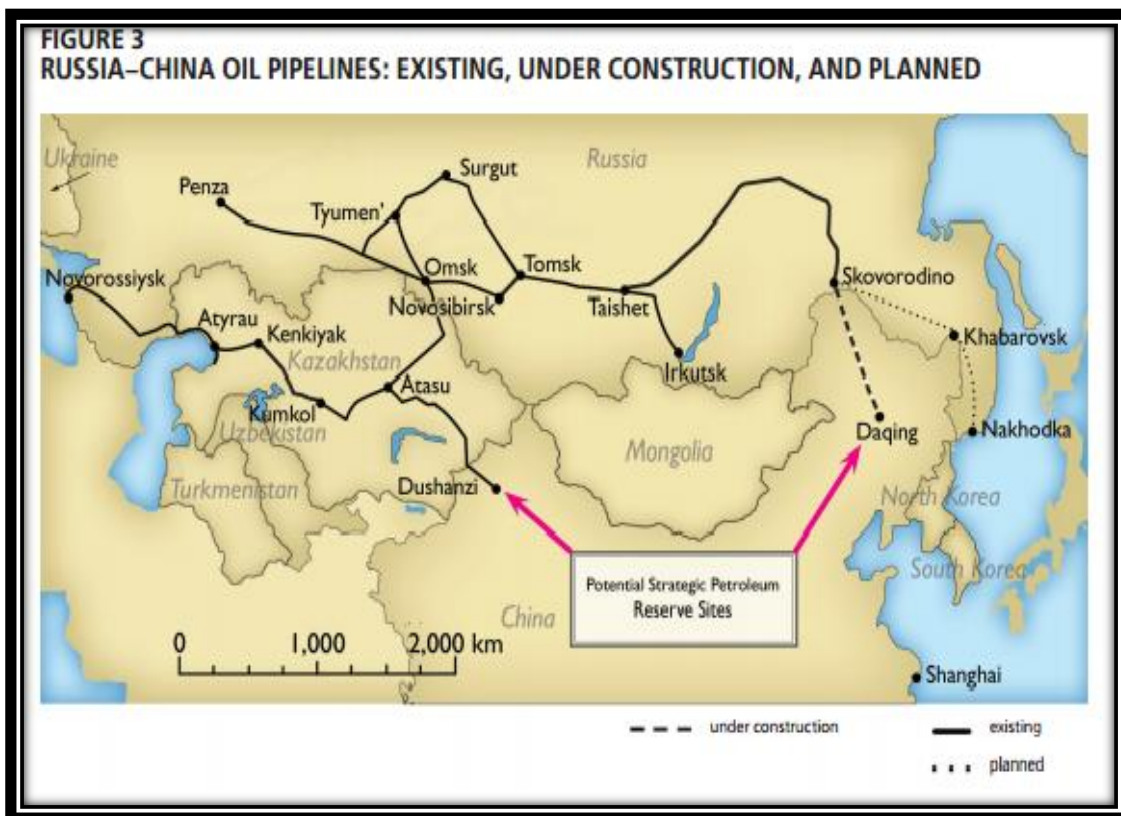 FIGURE 3
RUSSIA–CHINA OIL PIPELINES: EXISTING, UNDER CONSTRUCTION, AND PLANNED
Ukraine
Russia
Penza
Surgut
Tyumen'
Omsk
Tomsk
Novosibirsk
Taishet
Skovorodino
Novorossiysk
Atyrau
Kenkiyak
Kazakhstan
Irkutsk
Khabarovsk
Atasu
Kumkol
Uzbekistan
Daqing
Nakhodka
Mongolia
Turkmenistan
Dushanzi
North Korea
South Korea
Potential Strategic Petroleum
Reserve Sites
China
0 1,000 2,000 km
Shanghai
under construction
existing
planned